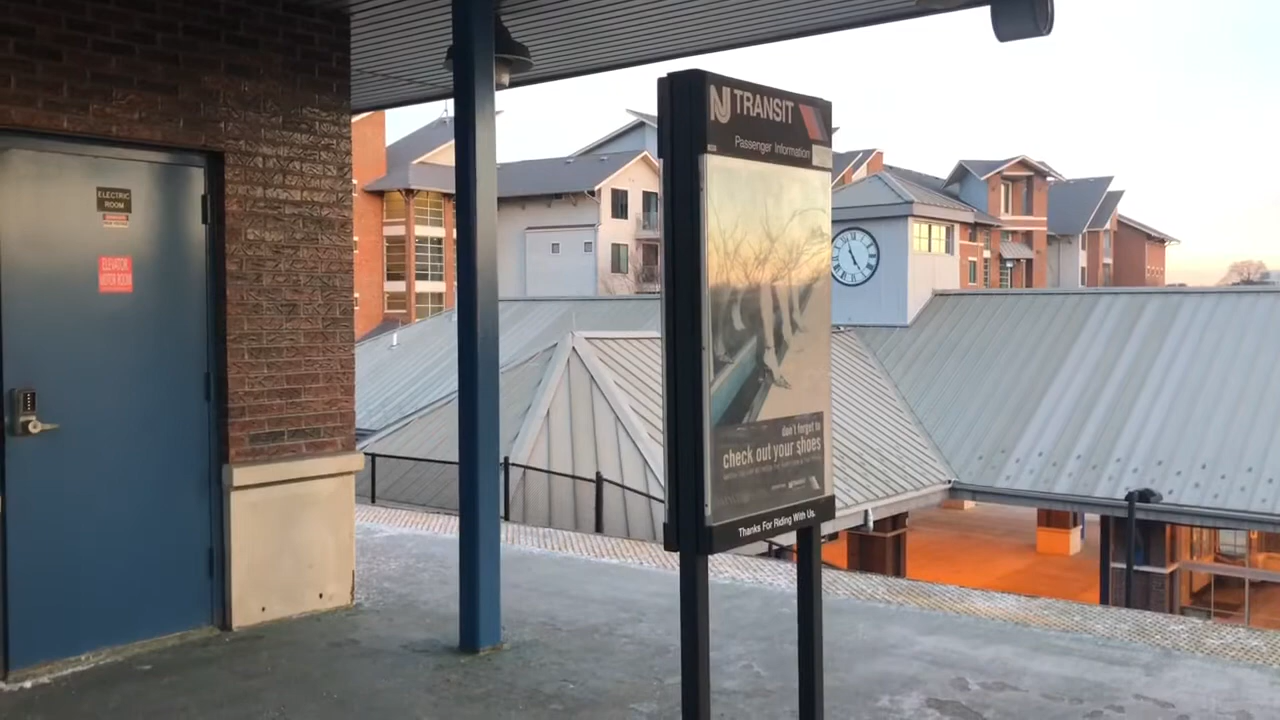 ELECTRIC
ROOM
ELEVATOR
MOTOR ROOM
NJ TRANSIT
Passenger Information
don't forget to
check out your shoes
Thanks For Riding With Us.